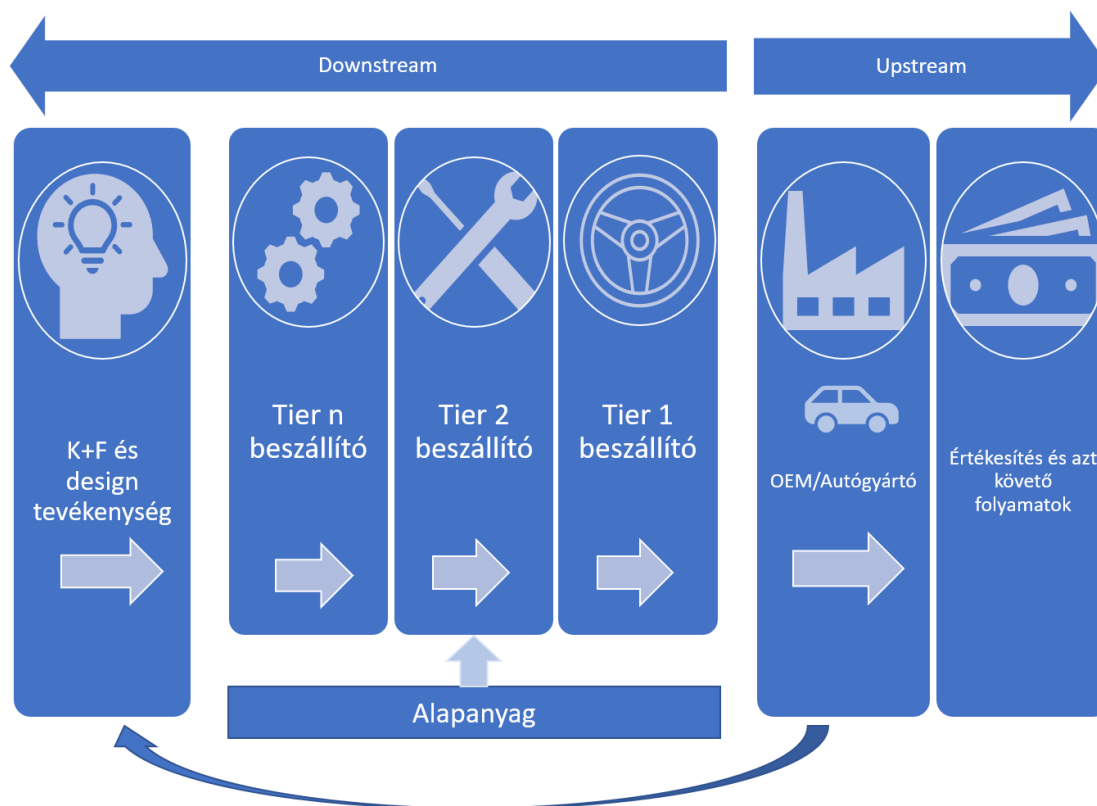 Downstream
Upstream
K+F és
design
tevékenység
Tier n
beszállító
Tier 2
beszállító
Tier 1
beszállító
OEM/Autógyártó
Értékesítés és azt
követő
folyamatok
Alapanyag